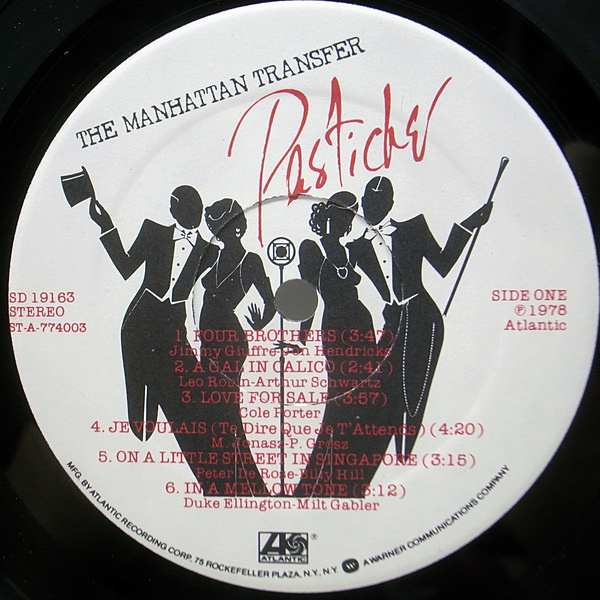 THE MANHATTAN TRANSFER
Pastiche
SD 19163
STEREO
ST-A-774003
SIDE ONE
℗ 1978
Atlantic
1. FOUR BROTHERS (3:47)
Jimmy Giuffre-Jon Hendricks
2. A GAL IN CALICO (2:41)
Leo Robin-Arthur Schwartz
3. LOVE FOR SALE (3:57)
Cole Porter
4. JE VOULAIS (Te Dire Que Je T'Attends) (4:20)
M. Jonasz-P. Grosz
5. ON A LITTLE STREET IN SINGAPORE (3:15)
Peter De Rose-Billy Hill
6. IN A MELLOW TONE (3:12)
Duke Ellington-Milt Gabler
ATLANTIC ®
MFG. BY ATLANTIC RECORDING CORP., 75 ROCKEFELLER PLAZA, N.Y., N.Y. A WARNER COMMUNICATIONS COMPANY